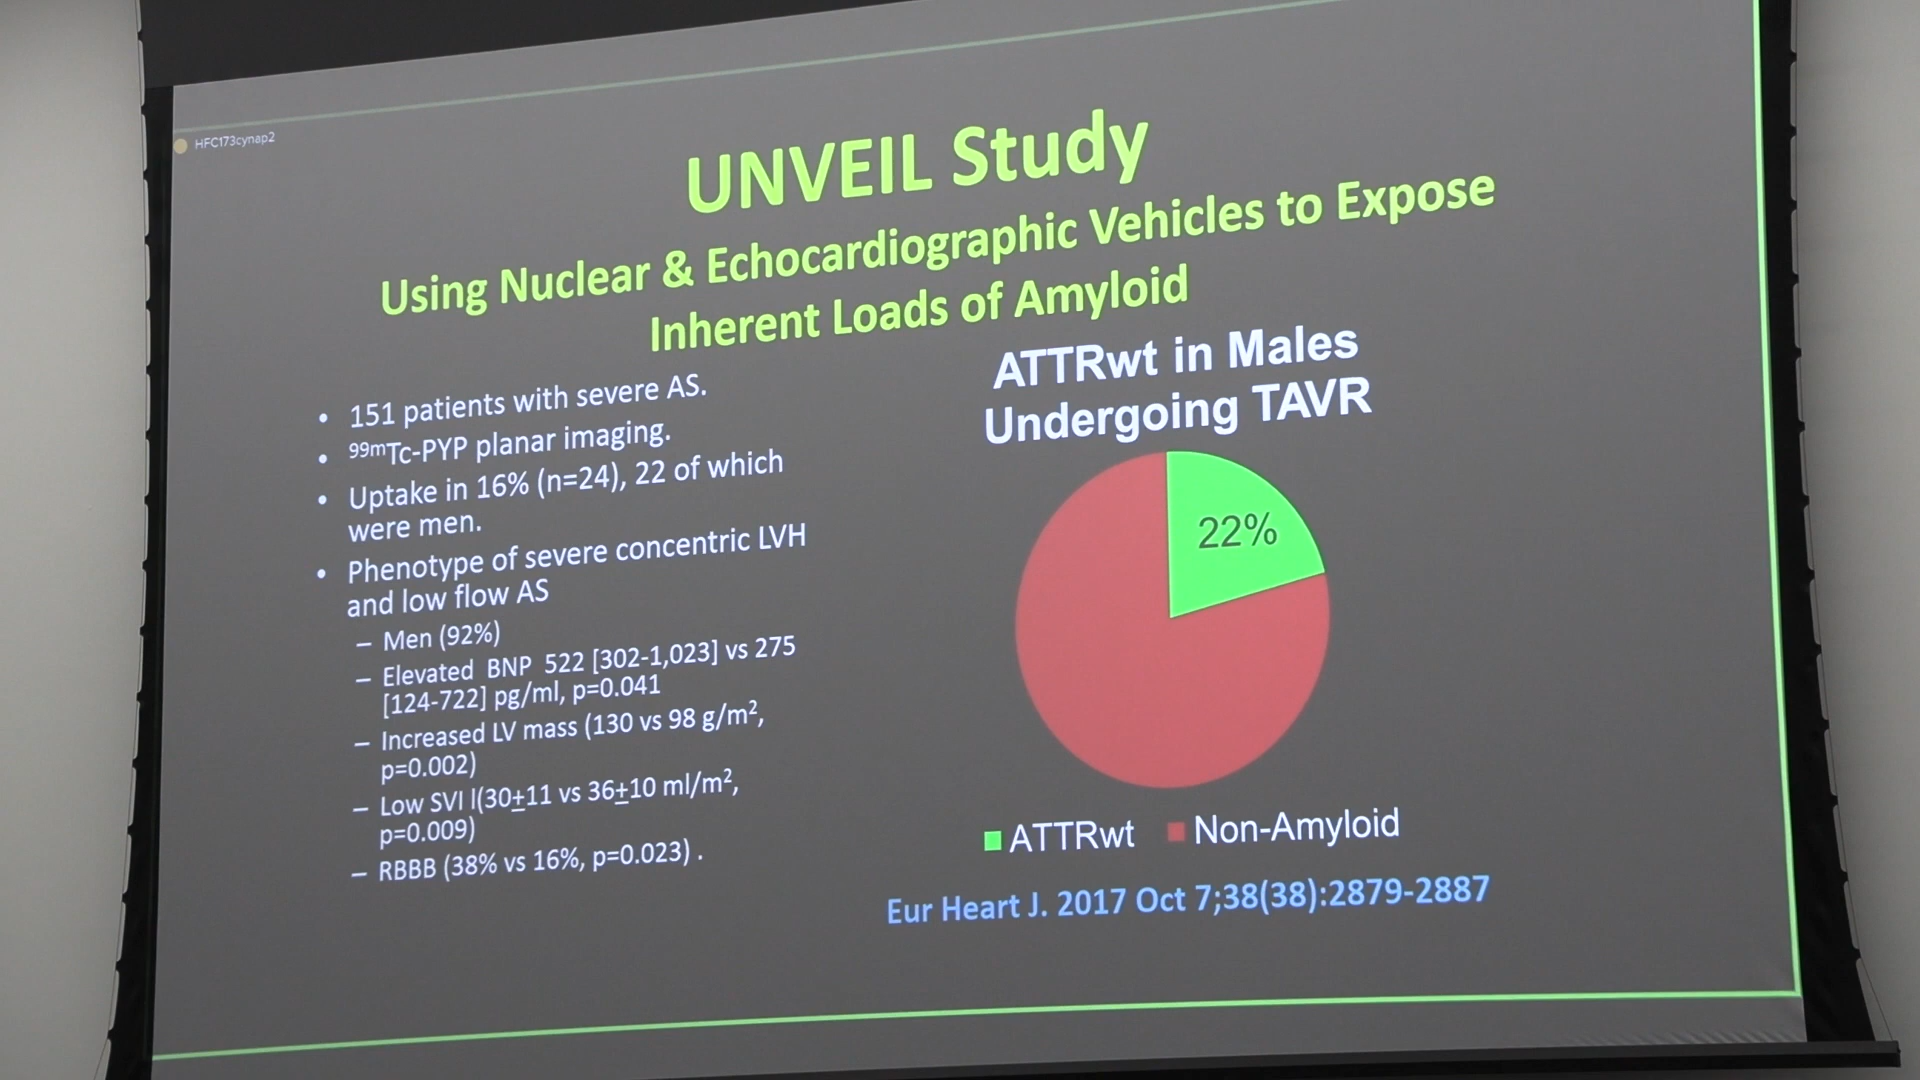 HFC173cynap2
UNVEIL Study
Using Nuclear & Echocardiographic Vehicles to Expose
Inherent Loads of Amyloid
• 151 patients with severe AS.
• ⁹⁹ᵐTc-PYP planar imaging.
• Uptake in 16% (n=24), 22 of which
were men.
• Phenotype of severe concentric LVH
and low flow AS
– Men (92%)
– Elevated BNP 522 [302-1,023] vs 275
[124-722] pg/ml, p=0.041
– Increased LV mass (130 vs 98 g/m²,
p=0.002)
– Low SVI l(30±11 vs 36±10 ml/m²,
p=0.009)
– RBBB (38% vs 16%, p=0.023) .
ATTRwt in Males
Undergoing TAVR
22%
ATTRwt Non-Amyloid
Eur Heart J. 2017 Oct 7;38(38):2879-2887